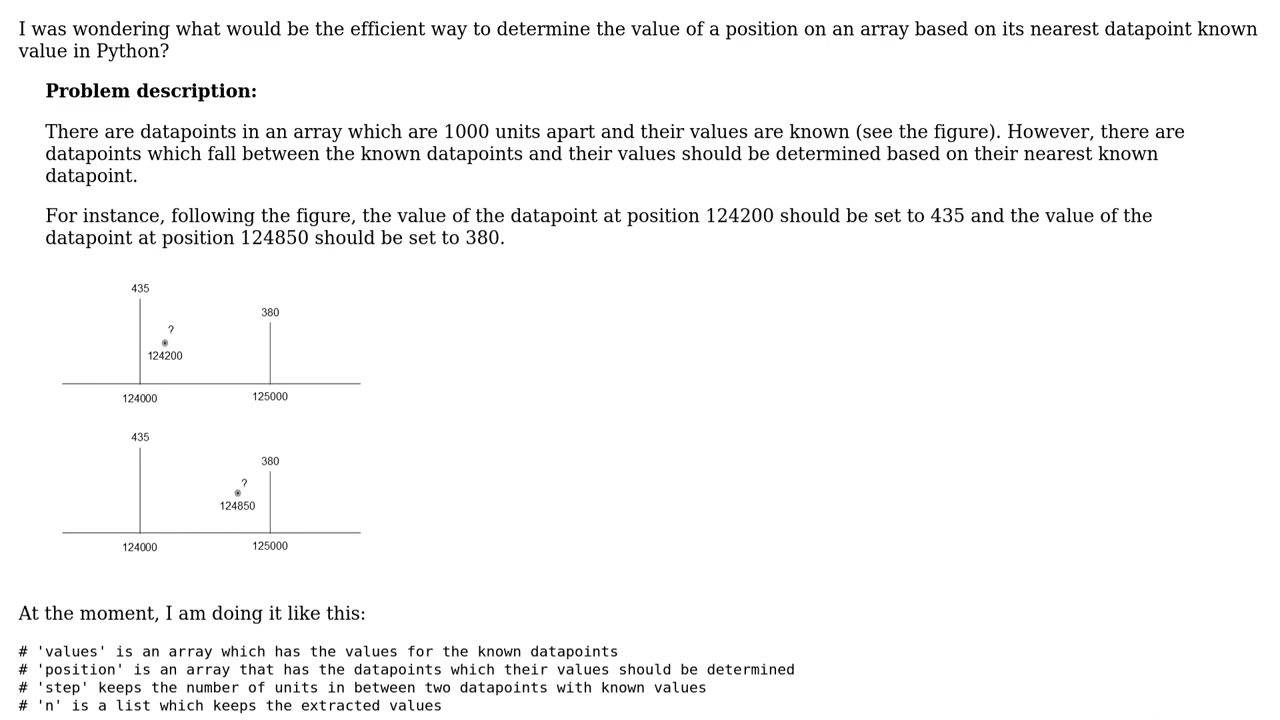 I was wondering what would be the efficient way to determine the value of a position on an array based on its nearest datapoint known
value in Python?
Problem description:
There are datapoints in an array which are 1000 units apart and their values are known (see the figure). However, there are
datapoints which fall between the known datapoints and their values should be determined based on their nearest known
datapoint.
For instance, following the figure, the value of the datapoint at position 124200 should be set to 435 and the value of the
datapoint at position 124850 should be set to 380.
435
380
?
124200
124000
125000
435
380
?
124850
124000
125000
At the moment, I am doing it like this:
# 'values' is an array which has the values for the known datapoints
# 'position' is an array that has the datapoints which their values should be determined
# 'step' keeps the number of units in between two datapoints with known values
# 'n' is a list which keeps the extracted values